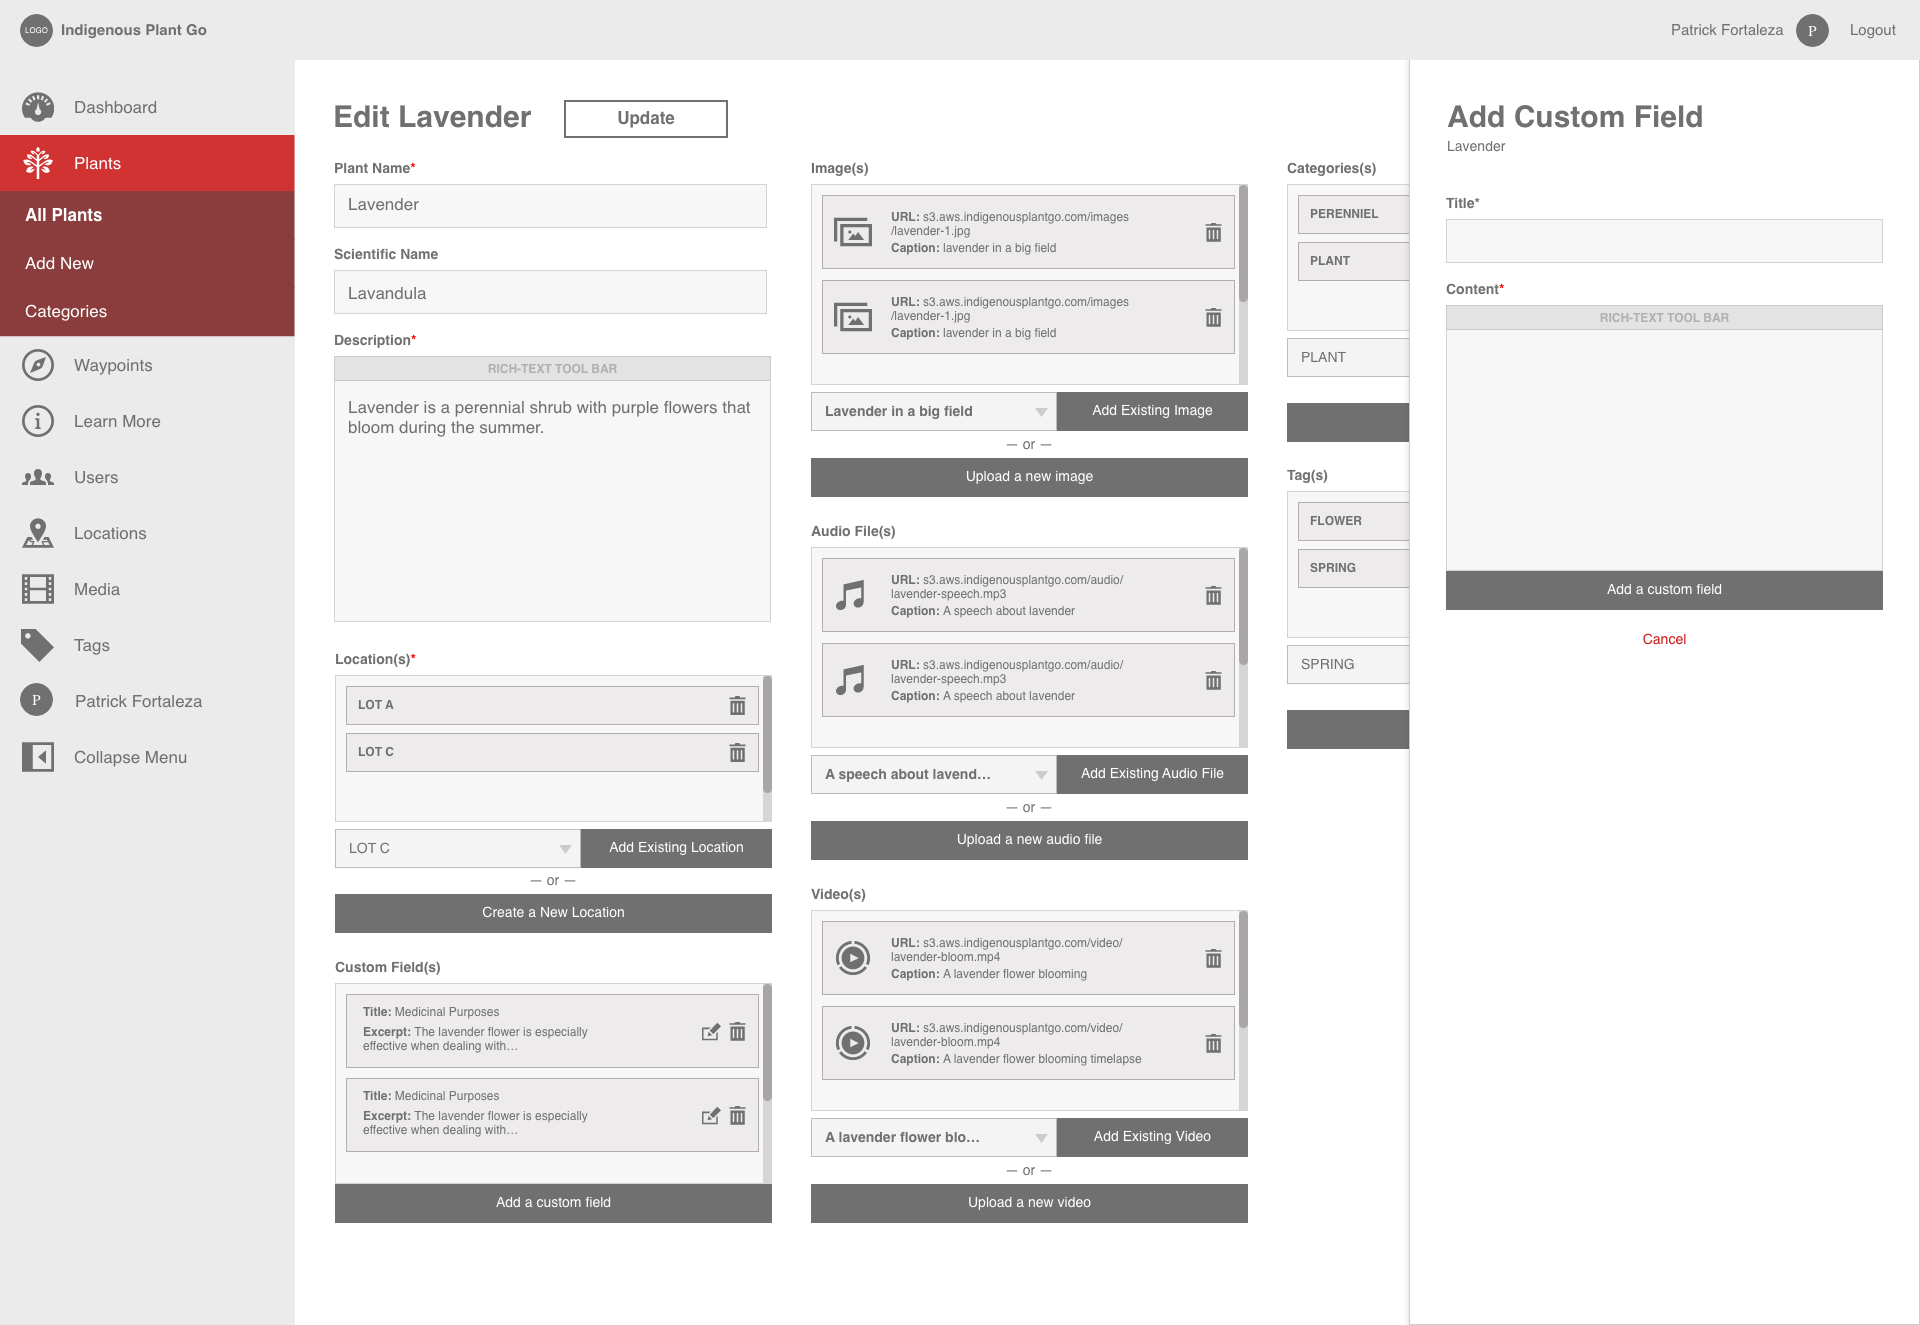 LOGO
Indigenous Plant Go
Patrick Fortaleza
P
Logout
Dashboard
Plants
All Plants
Add New
Categories
Waypoints
Learn More
Users
Locations
Media
Tags
P
Patrick Fortaleza
Collapse Menu
Edit Lavender
Update
Plant Name*
Lavender
Scientific Name
Lavandula
Description*
RICH-TEXT TOOL BAR
Lavender is a perennial shrub with purple flowers that
bloom during the summer.
Location(s)*
LOT A
LOT C
LOT C
Add Existing Location
— or —
Create a New Location
Custom Field(s)
Title: Medicinal Purposes
Excerpt: The lavender flower is especially
effective when dealing with...
Title: Medicinal Purposes
Excerpt: The lavender flower is especially
effective when dealing with...
Add a custom field
Image(s)
URL: s3.aws.indigenousplantgo.com/images
/lavender-1.jpg
Caption: lavender in a big field
URL: s3.aws.indigenousplantgo.com/images
/lavender-1.jpg
Caption: lavender in a big field
Lavender in a big field
Add Existing Image
— or —
Upload a new image
Audio File(s)
URL: s3.aws.indigenousplantgo.com/audio/
lavender-speech.mp3
Caption: A speech about lavender
URL: s3.aws.indigenousplantgo.com/audio/
lavender-speech.mp3
Caption: A speech about lavender
A speech about lavend...
Add Existing Audio File
— or —
Upload a new audio file
Video(s)
URL: s3.aws.indigenousplantgo.com/video/
lavender-bloom.mp4
Caption: A lavender flower blooming
URL: s3.aws.indigenousplantgo.com/video/
lavender-bloom.mp4
Caption: A lavender flower blooming timelapse
A lavender flower bloo...
Add Existing Video
— or —
Upload a new video
Categories(s)
PERENNIEL
PLANT
PLANT
Tag(s)
FLOWER
SPRING
SPRING
Add Custom Field
Lavender
Title*
Content*
RICH-TEXT TOOL BAR
Add a custom field
Cancel